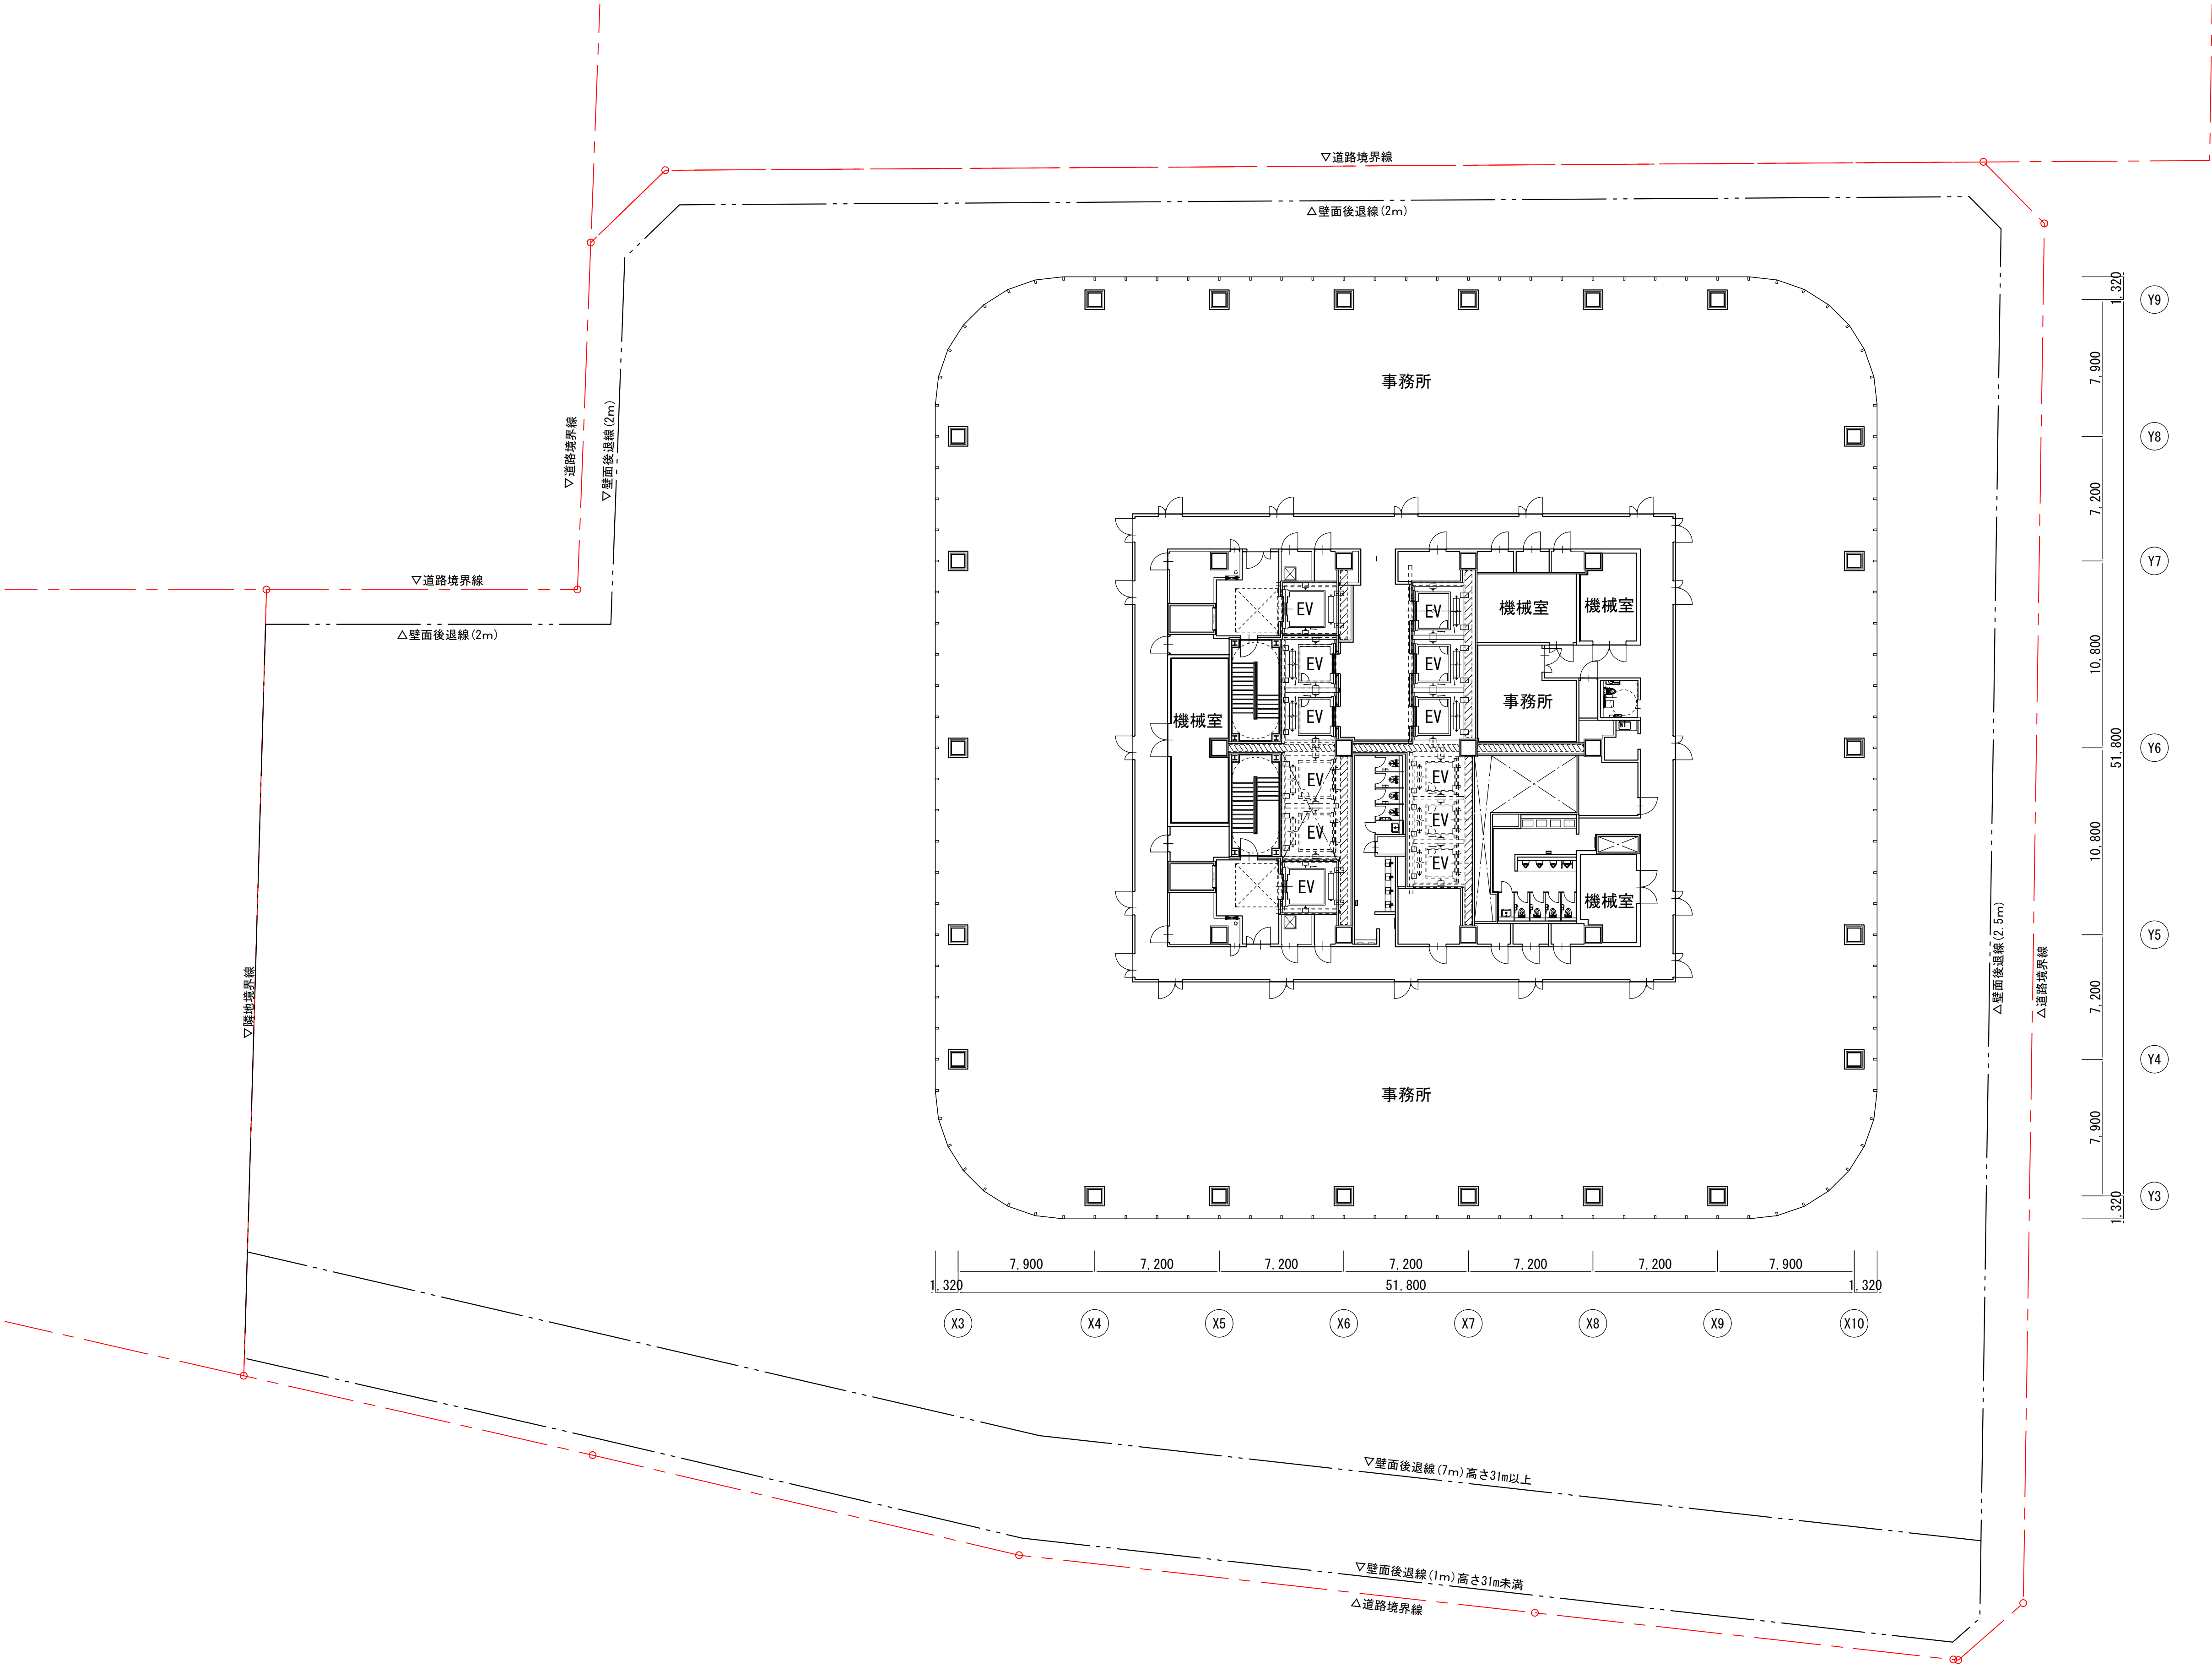 ▽道路境界線
△壁面後退線(2m)
▽道路境界線
▽壁面後退線(2m)
▽道路境界線
△壁面後退線(2m)
▽隣地境界線
事務所
EV
EV
機械室
機械室
EV
EV
事務所
EV
EV
機械室
EV
EV
EV
EV
EV
EV
機械室
事務所
△壁面後退線(2.5m)
△道路境界線
1,320
Y9
7,900
Y8
7,200
Y7
10,800
51,800
Y6
10,800
Y5
7,200
Y4
7,900
Y3
1,320
7,900
7,200
7,200
7,200
7,200
7,200
7,900
1,320
51,800
1,320
X3
X4
X5
X6
X7
X8
X9
X10
▽壁面後退線(7m)高さ31m以上
▽壁面後退線(1m)高さ31m未満
△道路境界線